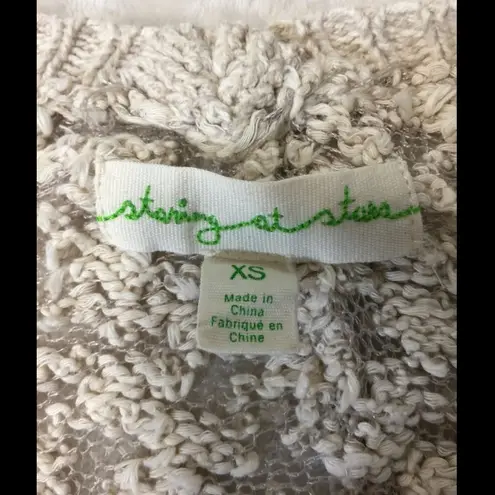 staring at stars
XS
Made in
China
Fabriqué en
Chine